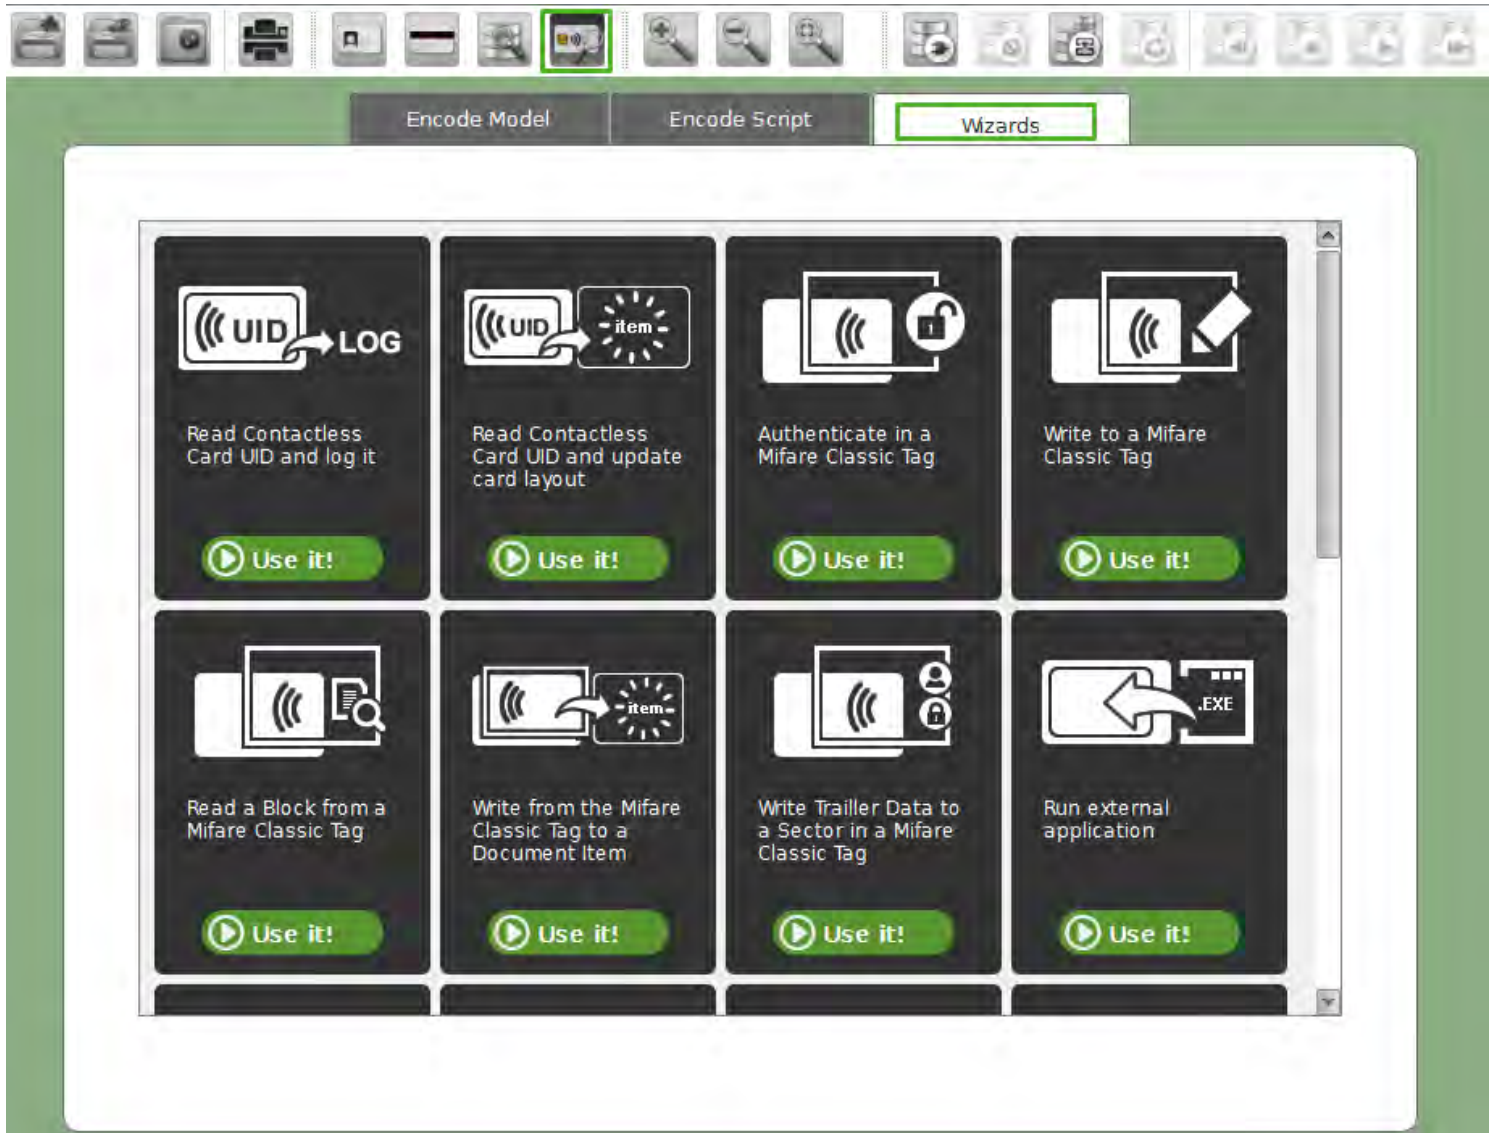 Encode Model
Encode Script
Wizards
UID
LOG
Read Contactless
Card UID and log it
Use it!
UID
item
Read Contactless
Card UID and update
card layout
Use it!
1
Authenticate in a
Mifare Classic Tag
Use it!
Write to a Mifare
Classic Tag
Use it!
Read a Block from a
Mifare Classic Tag
Use it!
item
Write from the Mifare
Classic Tag to a
Document Item
Use it!
Write Trailler Data to
a Sector in a Mifare
Classic Tag
Use it!
.EXE
Run external
application
Use it!